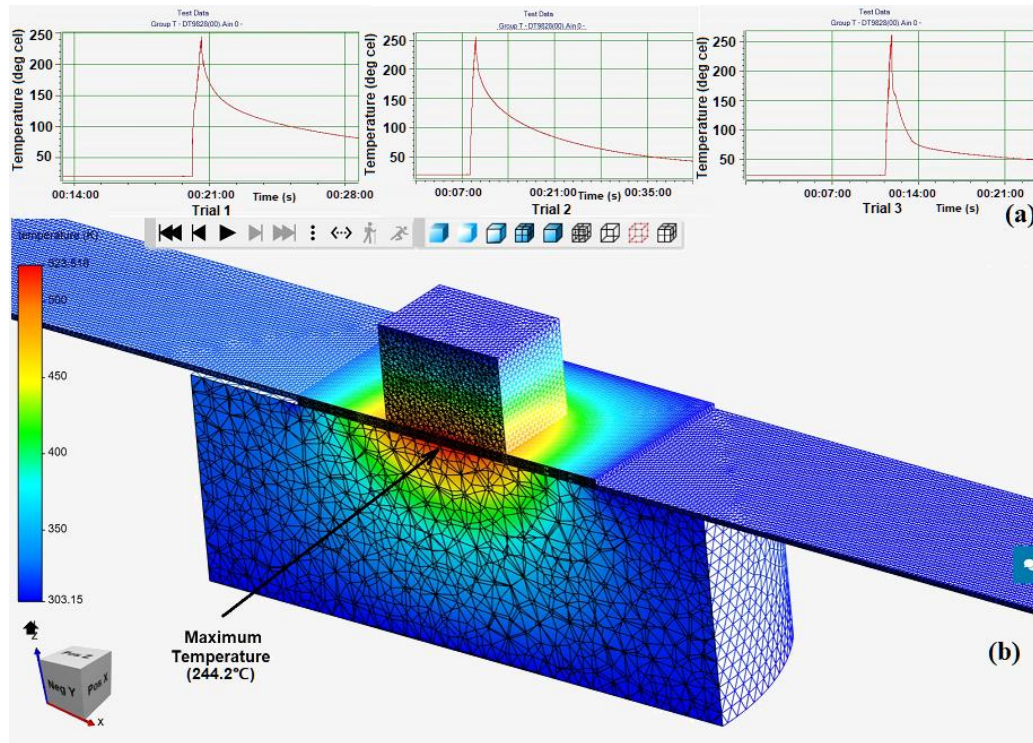 Test Data
Group T - DT9828(00).Ain 0 -
Temperature (deg cel)
250
200
150
100
50
00:14:00
00:21:00
Time (s)
00:28:00
Trial 1
Test Data
Group T - DT9828(00).Ain 0 -
Temperature (deg cel)
250
200
150
100
50
00:07:00
00:21:00
00:35:00
Trial 2
Time (s)
Test Data
Group T - DT9828(00).Ain 0 -
Temperature (deg cel)
250
200
150
100
50
00:07:00
00:14:00
00:21:00
Trial 3
Time (s)
(a)
temperature (K)
523.518
500
450
400
350
303.15
Maximum
Temperature
(244.2°C)
(b)
Z
Pos Z
Neg Y
Pos X
X